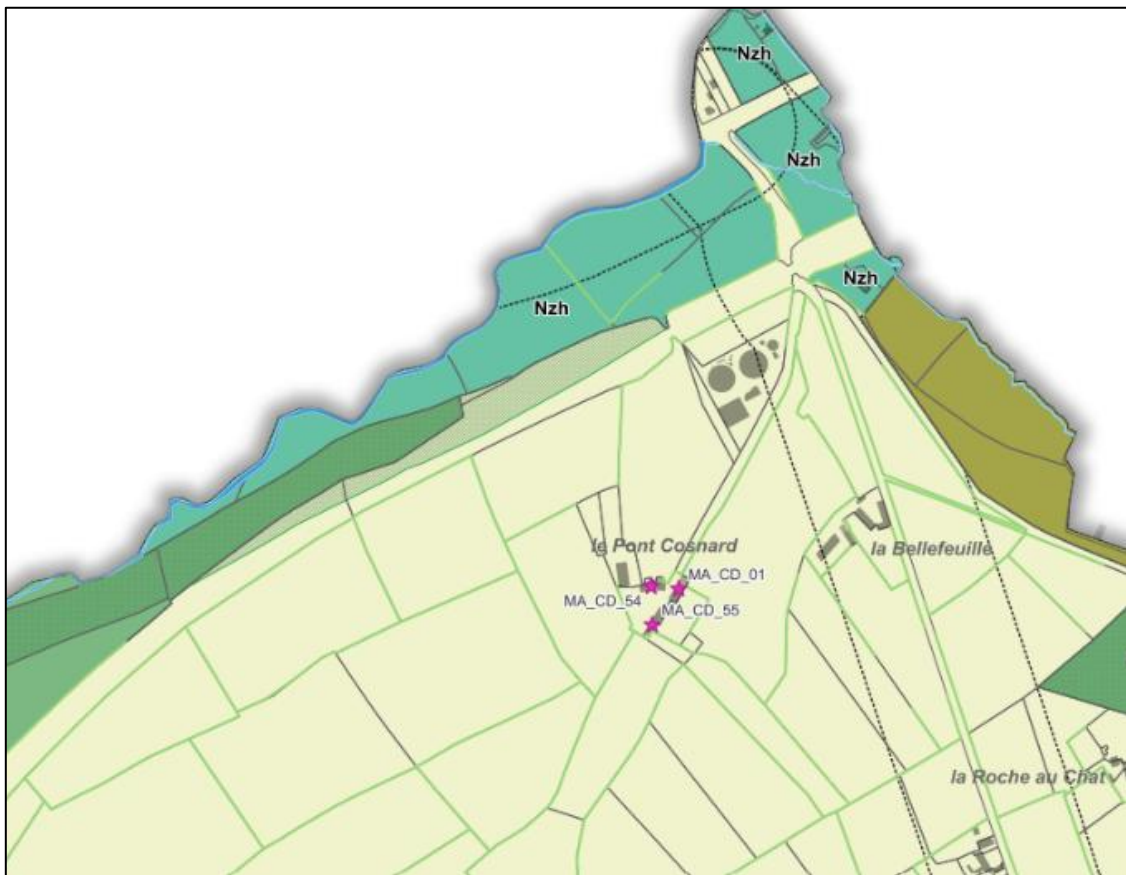 Nzh
Nzh
Nzh
Nzh
le Pont Cosnard
la Bellefeuille
MA_CD_01
MA_CD_54
MA_CD_55
la Roche au Chat